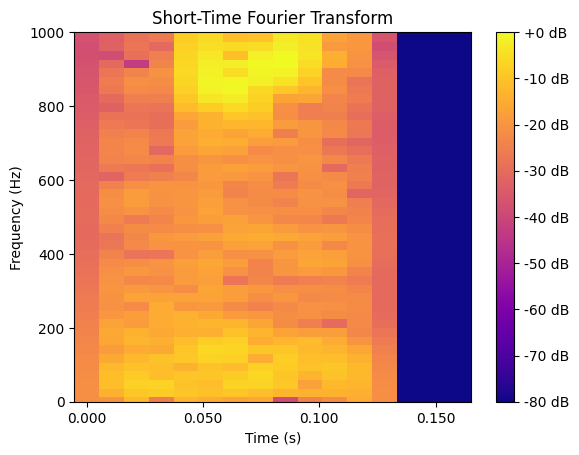 Short-Time Fourier Transform
1000
800
600
400
200
0
Frequency (Hz)
0.000
0.050
0.100
0.150
Time (s)
+0 dB
-10 dB
-20 dB
-30 dB
-40 dB
-50 dB
-60 dB
-70 dB
-80 dB